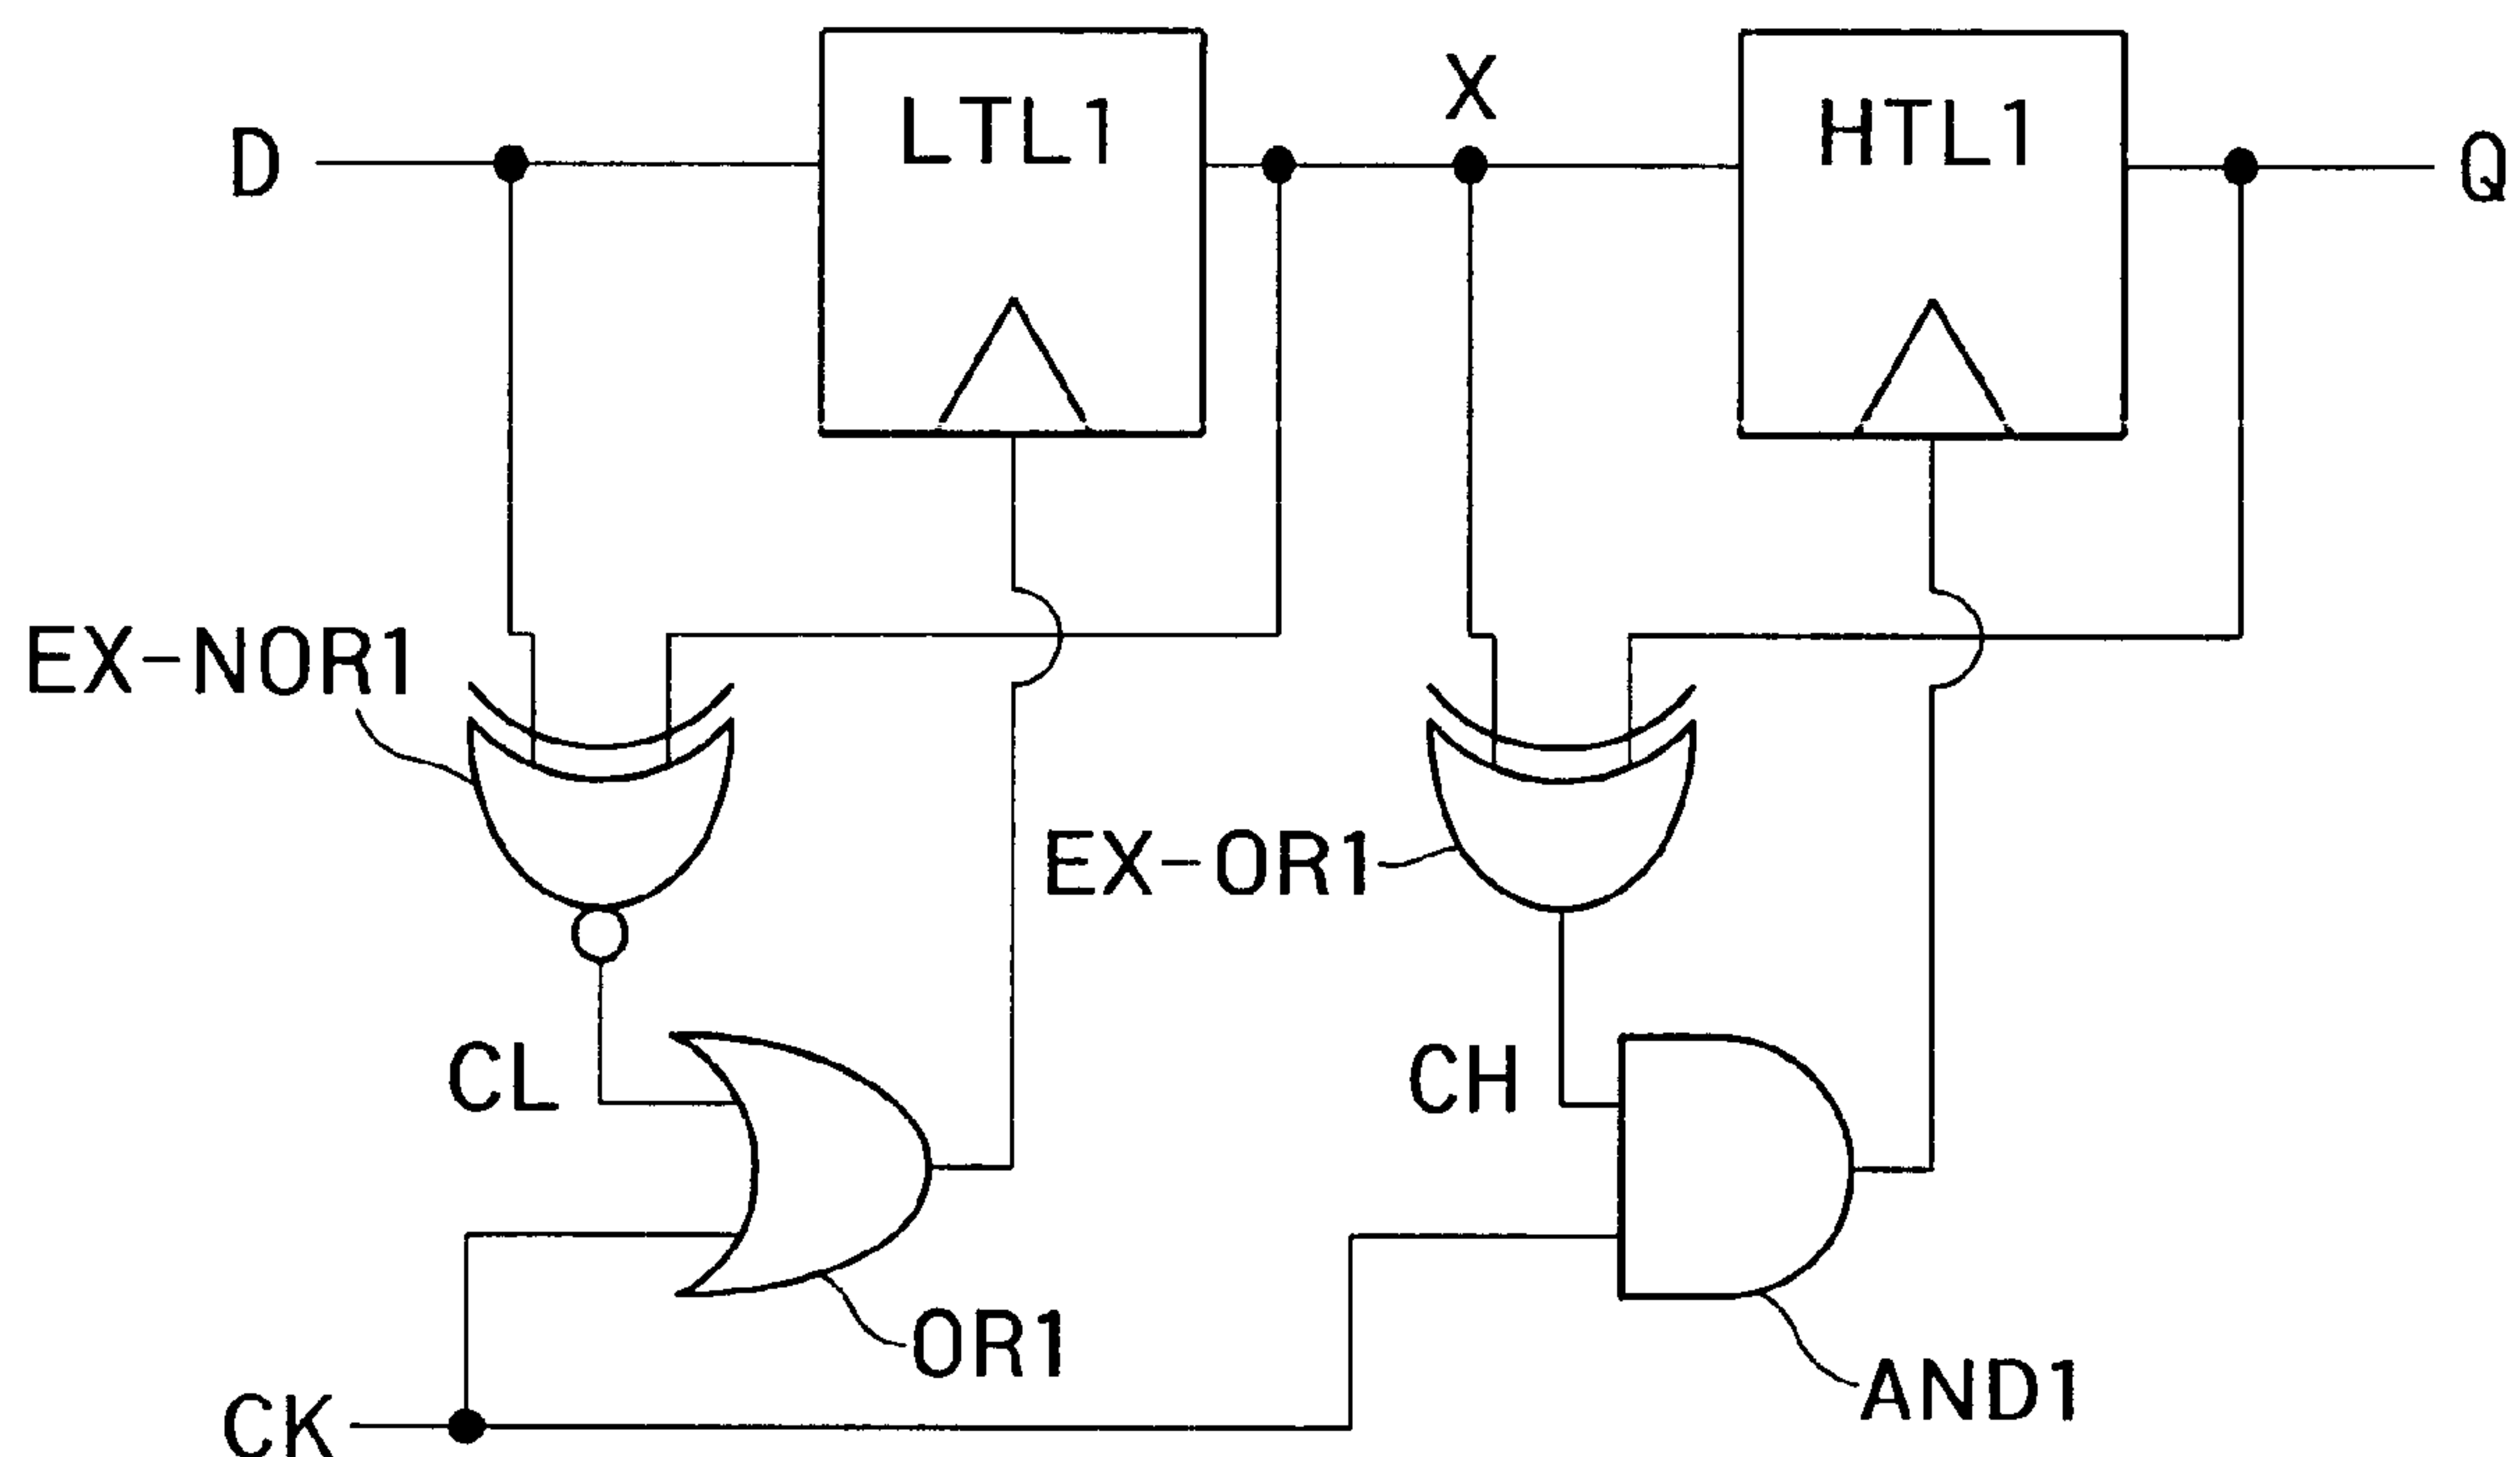 D
LTL1
X
HTL1
Q
EX-NOR1
EX-OR1
CL
CH
OR1
AND1
CK